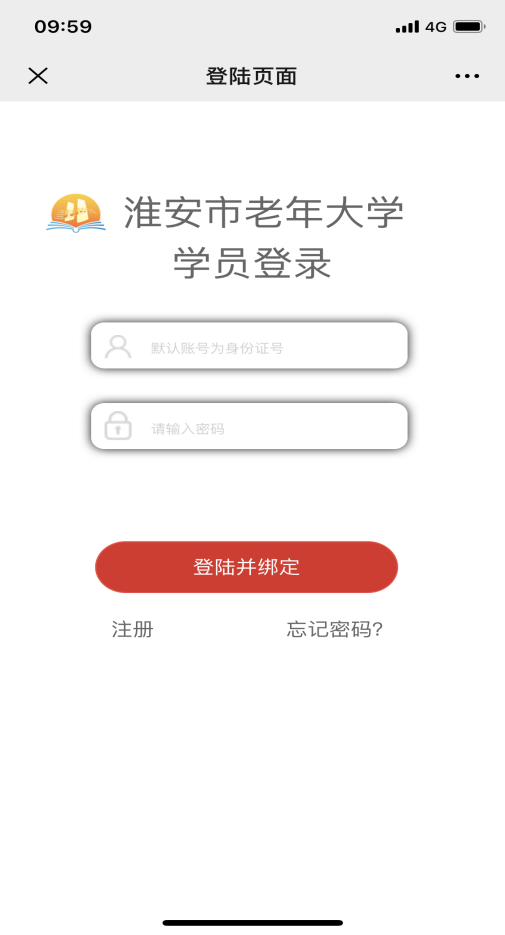 09:59
4G
登陆页面
淮安市老年大学
学员登录
默认账号为身份证号
请输入密码
登陆并绑定
注册
忘记密码?